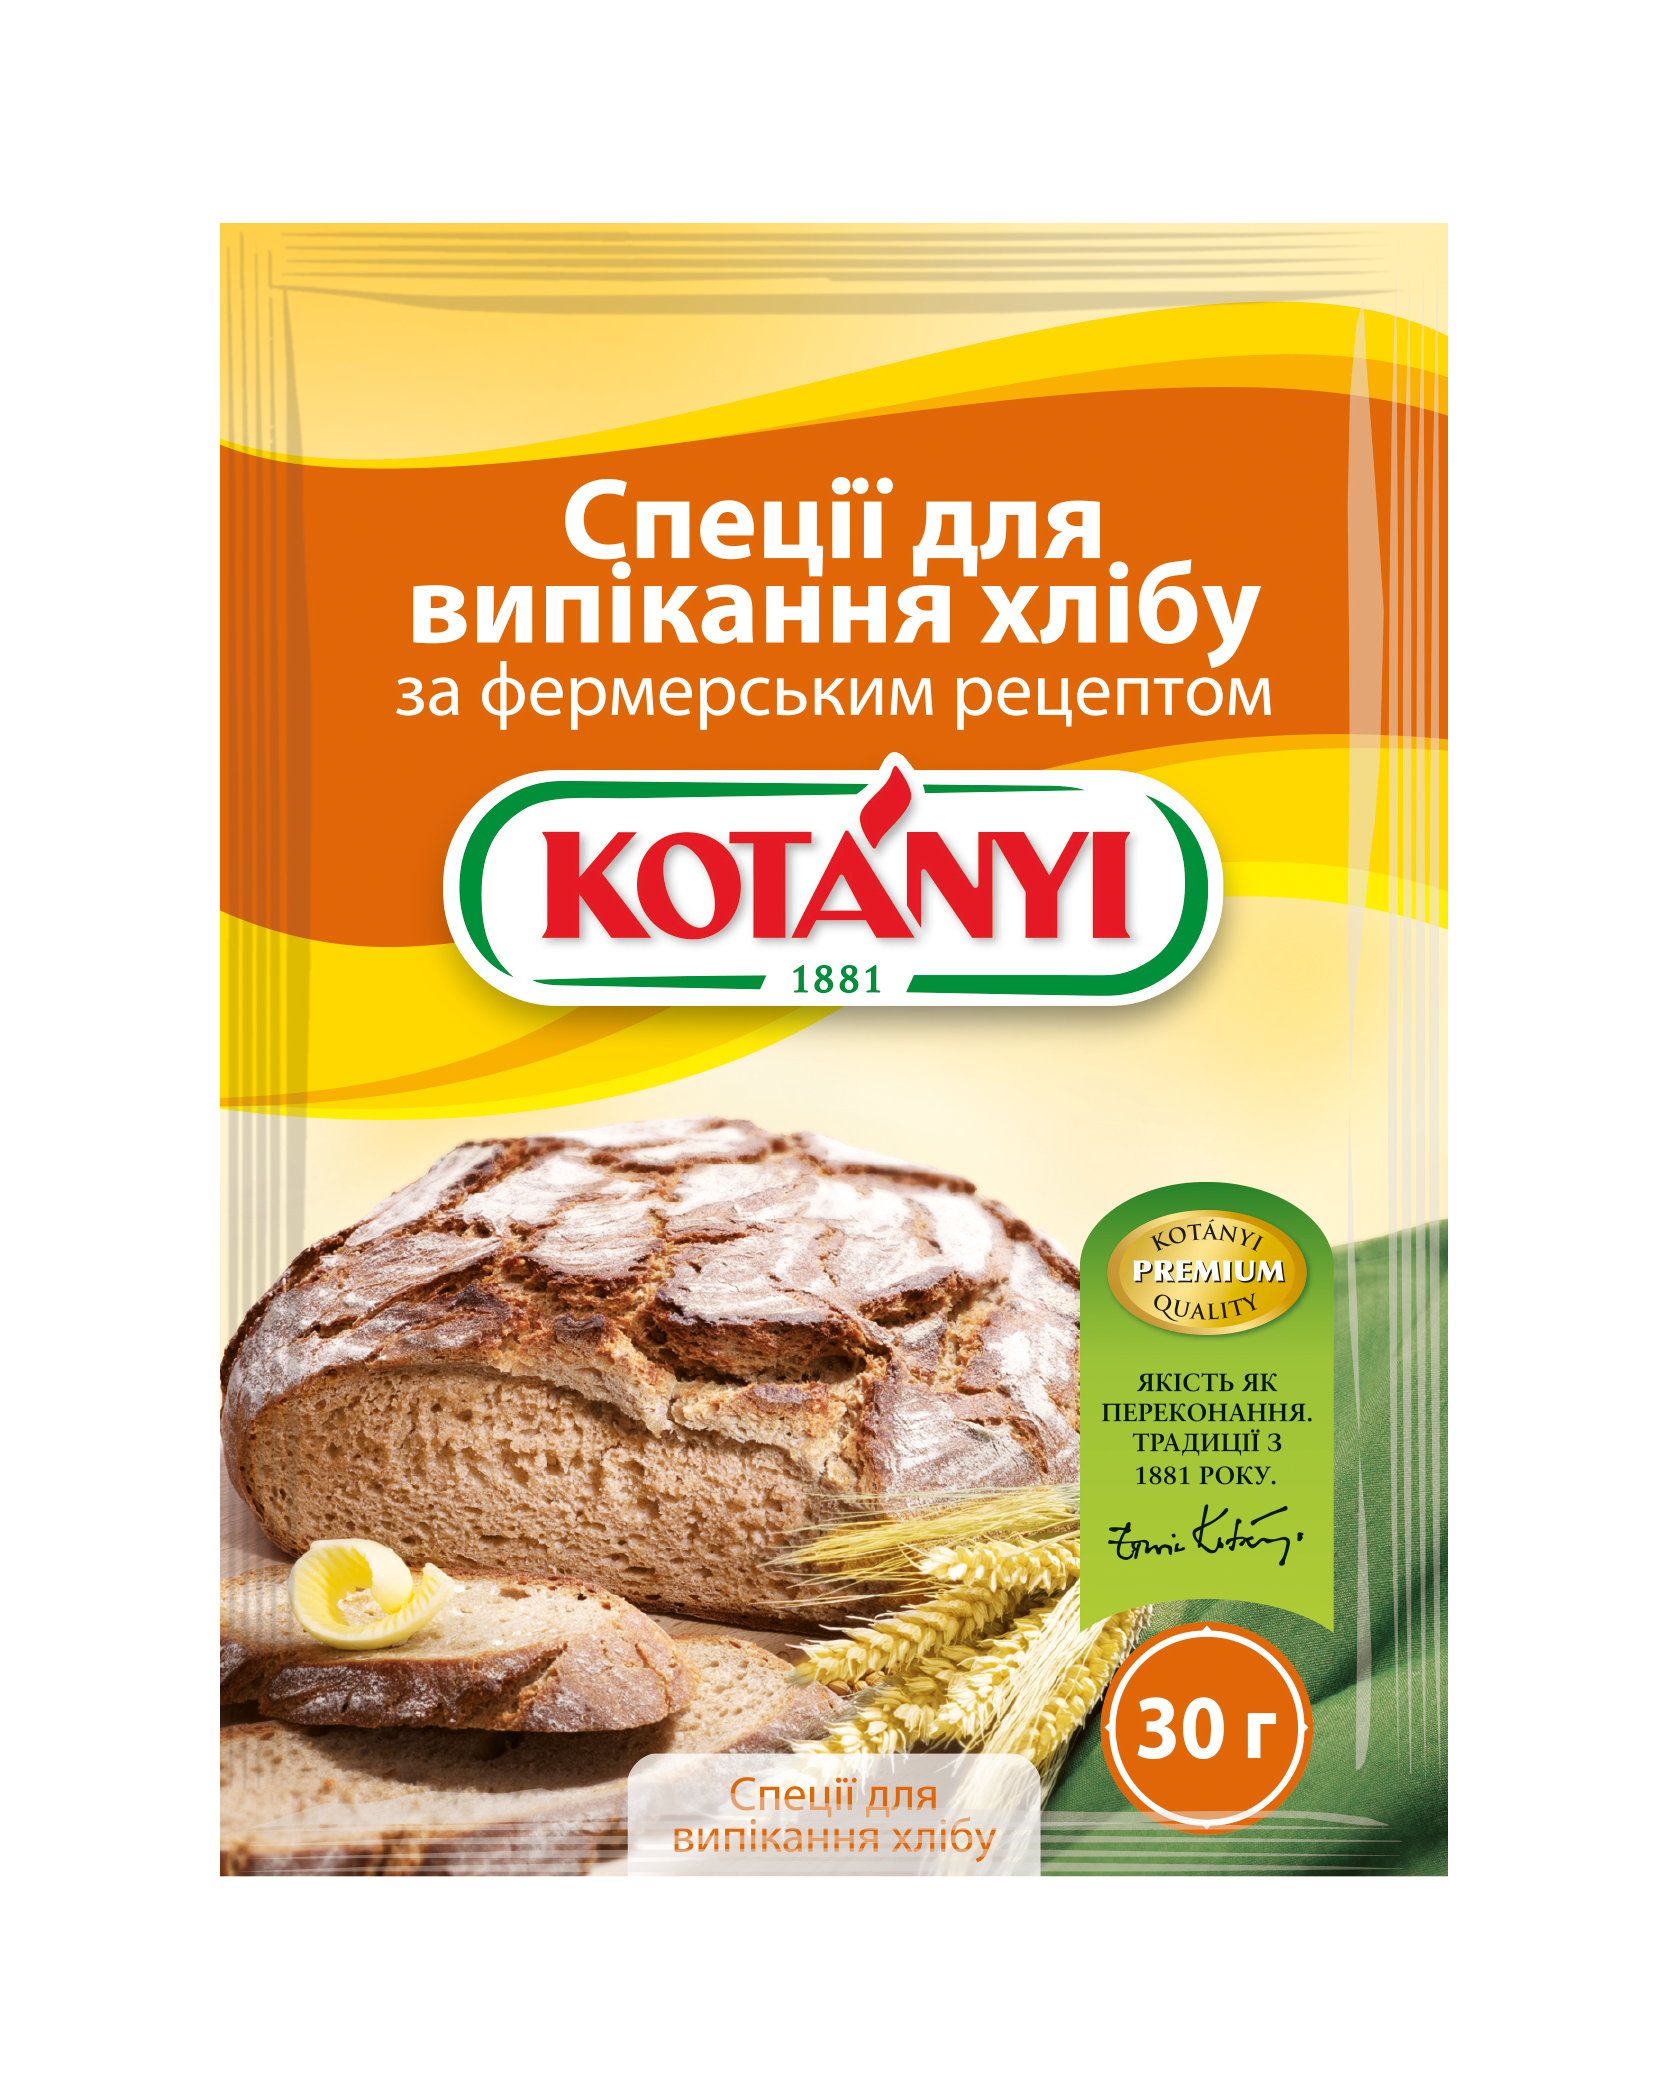 Спеції для
випікання хлібу
за фермерським рецептом
KOTÁNYI
1881
KOTÁNYI
PREMIUM
QUALITY
ЯКІСТЬ ЯК
ПЕРЕКОНАННЯ.
ТРАДИЦІЇ З
1881 РОКУ.
30 г
Спеції для
випікання хлібу